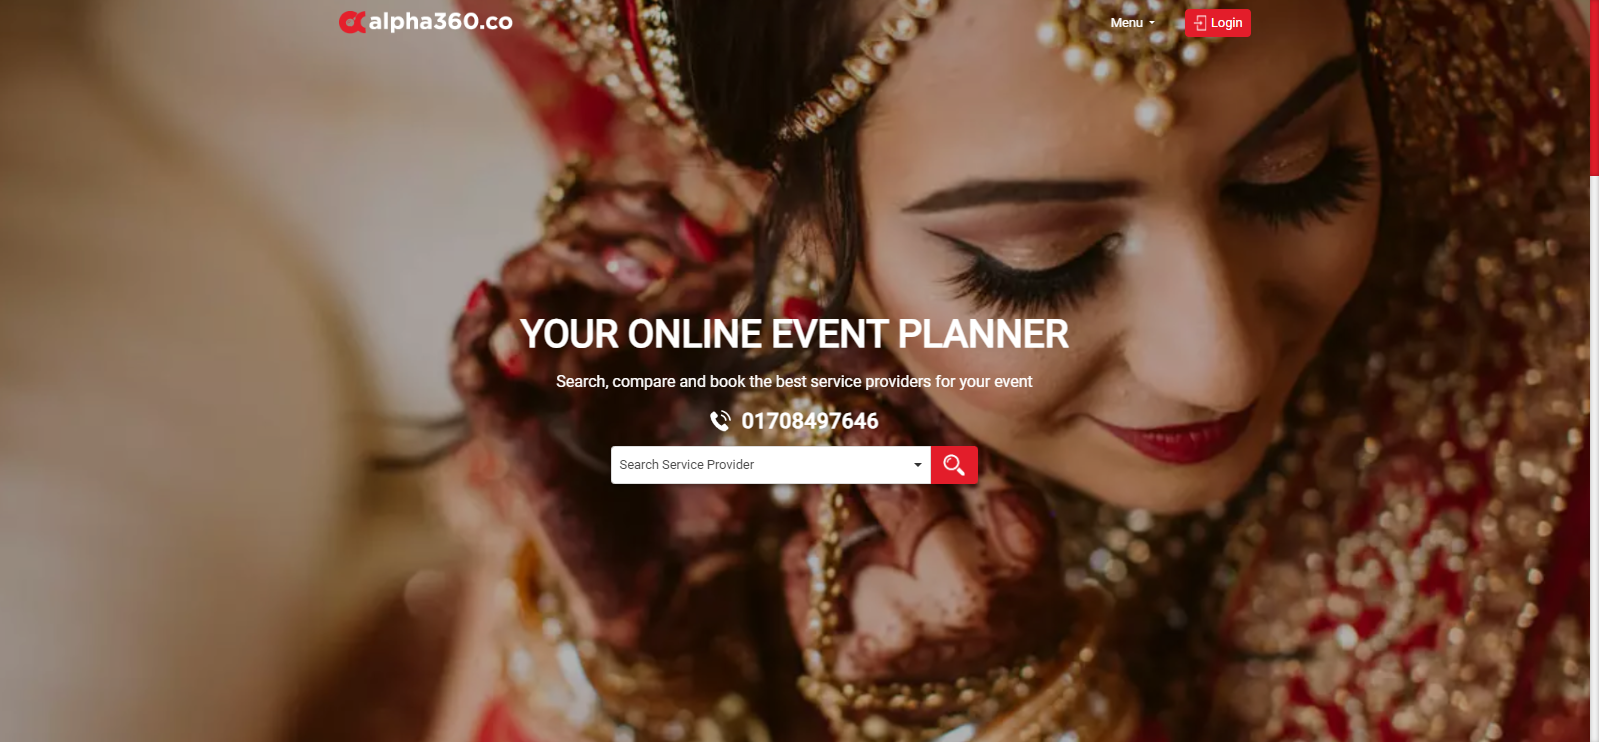 alpha360.co
Menu
Login
YOUR ONLINE EVENT PLANNER
Search, compare and book the best service providers for your event
01708497646
Search Service Provider